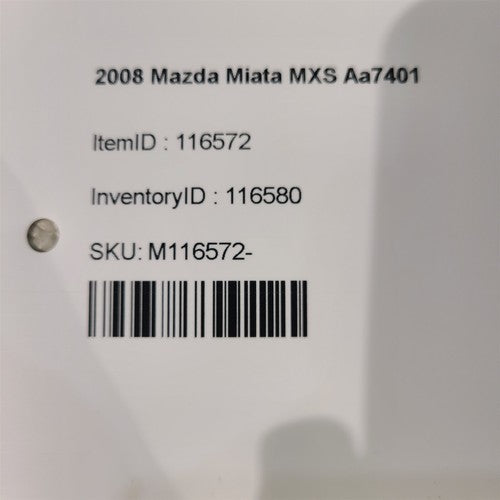 2008 Mazda Miata MXS Aa7401
ItemID : 116572
InventoryID : 116580
SKU: M116572-